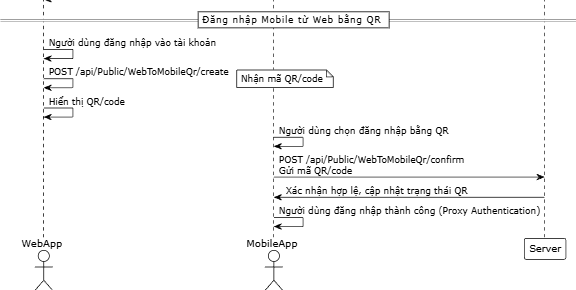 Đăng nhập Mobile từ Web bằng QR
Người dùng đăng nhập vào tài khoản
POST /api/Public/WebToMobileQr/create
Nhận mã QR/code
Hiển thị QR/code
Người dùng chọn đăng nhập bằng QR
POST /api/Public/WebToMobileQr/confirm
Gửi mã QR/code
Xác nhận hợp lệ, cập nhật trạng thái QR
Người dùng đăng nhập thành công (Proxy Authentication)
WebApp
MobileApp
Server